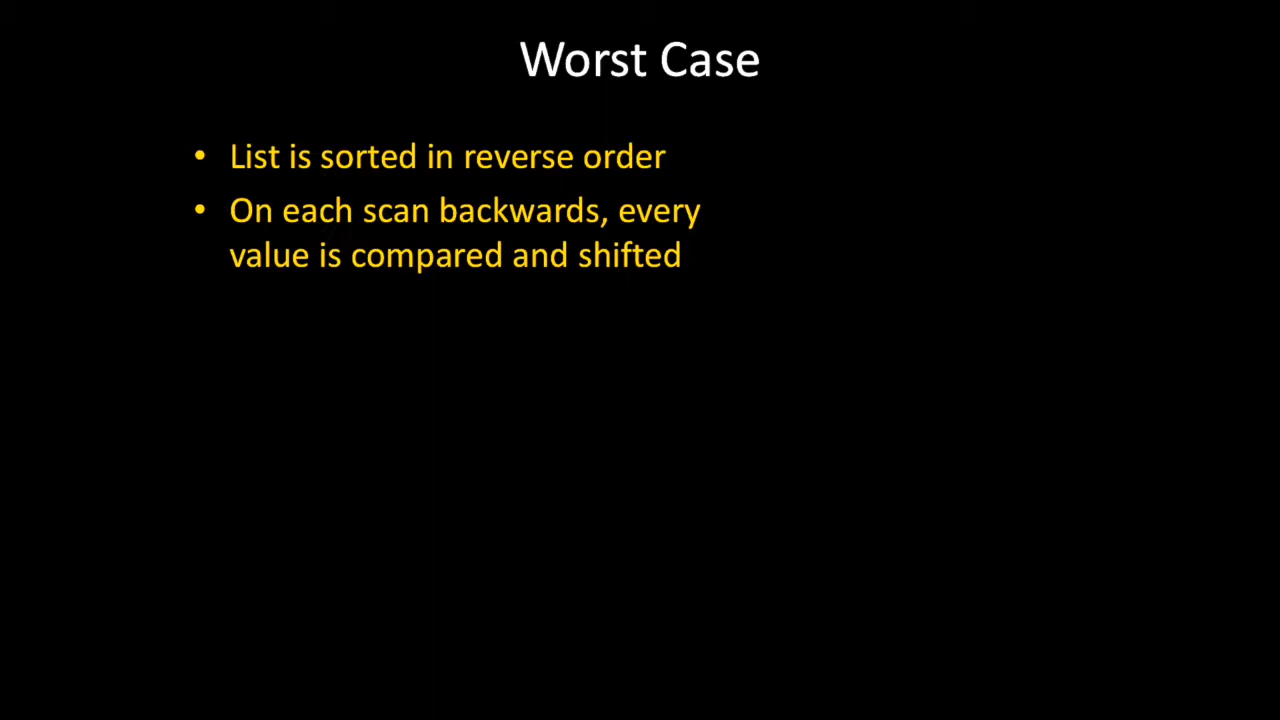 Worst Case
• List is sorted in reverse order
• On each scan backwards, every
value is compared and shifted